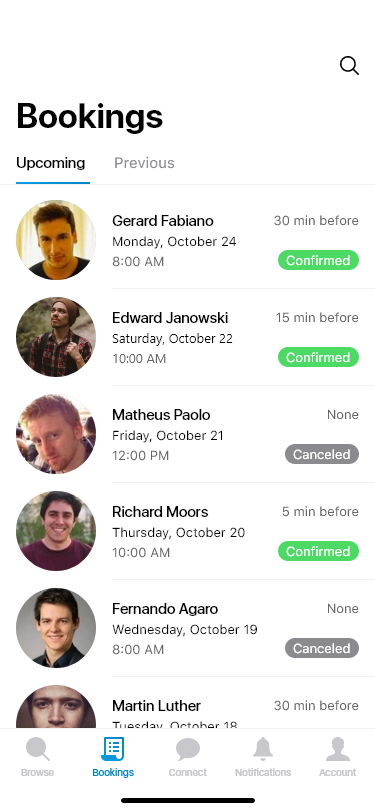 Bookings
Upcoming Previous
Gerard Fabiano 30 min before
Monday, October 24
8:00 AM Confirmed
Edward Janowski 15 min before
Saturday, October 22
10:00 AM Confirmed
Matheus Paolo None
Friday, October 21
12:00 PM Canceled
Richard Moors 5 min before
Thursday, October 20
10:00 AM Confirmed
Fernando Agaro None
Wednesday, October 19
8:00 AM Canceled
Martin Luther 30 min before
Tuesday, October 18
Browse Bookings Connect Notifications Account